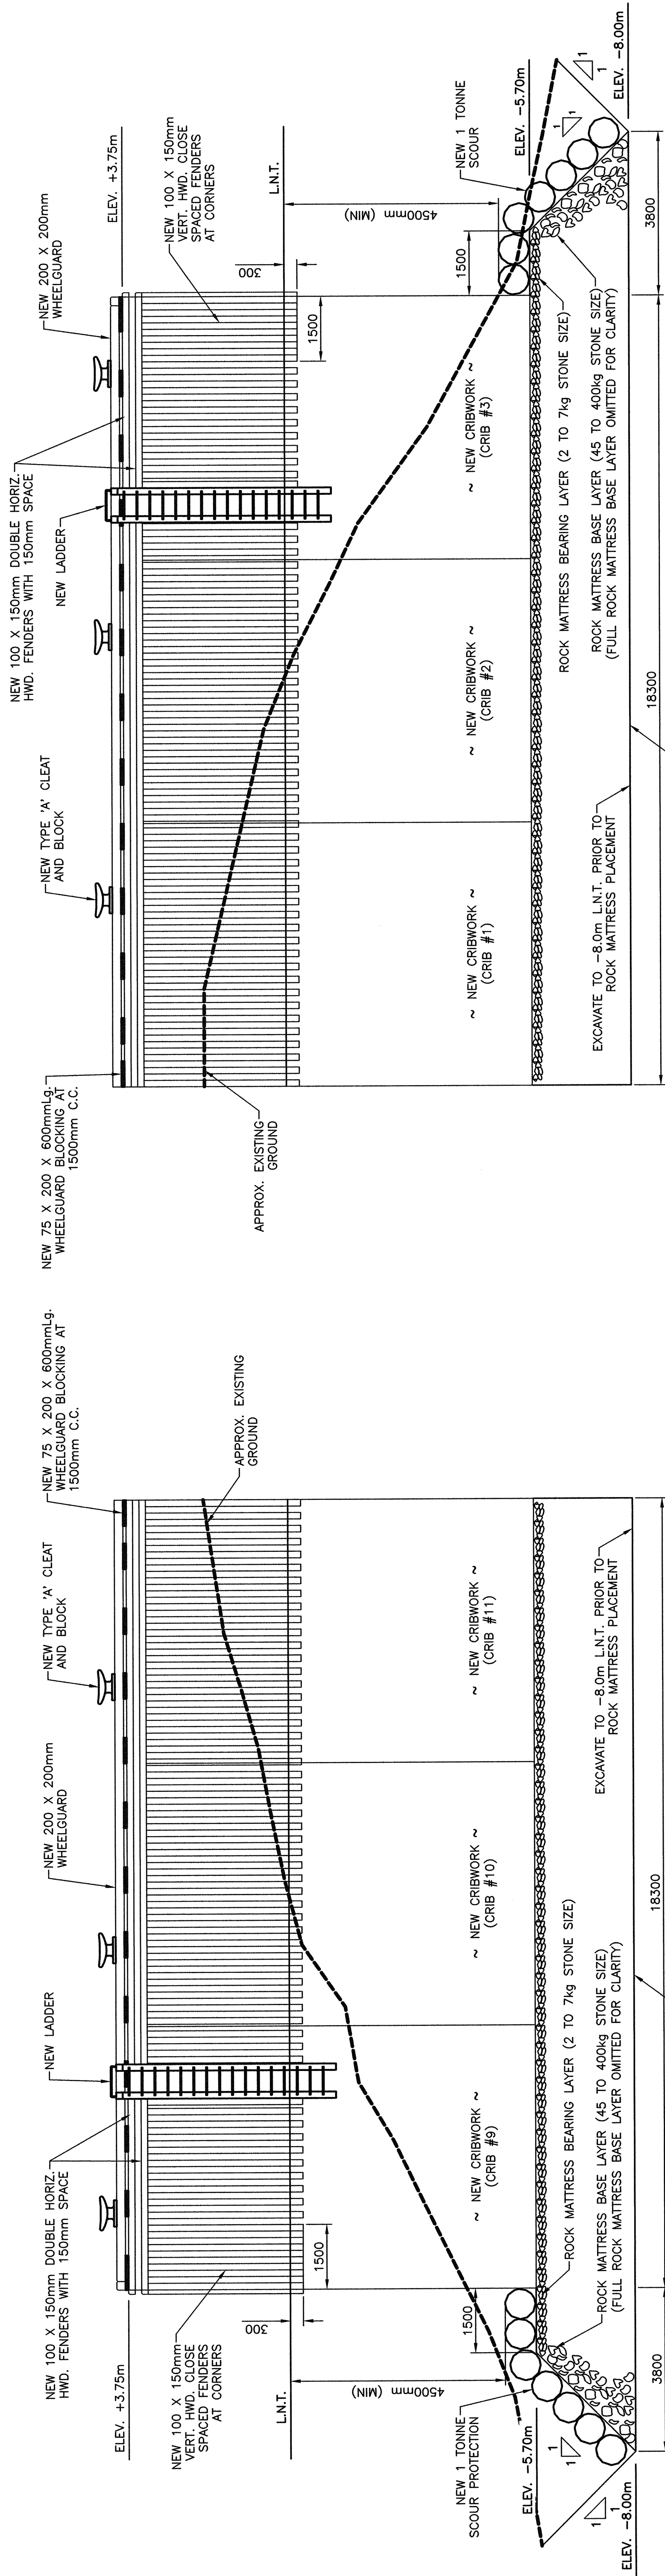 NEW 100 X 150mm DOUBLE HORIZ.
HWD. FENDERS WITH 150mm SPACE
NEW LADDER
NEW 200 X 200mm
WHEELGUARD
NEW TYPE 'A' CLEAT
AND BLOCK
NEW 75 X 200 X 600mmLg.
WHEELGUARD BLOCKING AT
1500mm C.C.
ELEV. +3.75m
NEW 100 X 150mm
VERT. HWD. CLOSE
SPACED FENDERS
AT CORNERS
APPROX. EXISTING
GROUND
L.N.T.
300
1500
4500mm (MIN)
1500
NEW 1 TONNE
SCOUR PROTECTION
~ NEW CRIBWORK ~
(CRIB #9)
~ NEW CRIBWORK ~
(CRIB #10)
~ NEW CRIBWORK ~
(CRIB #11)
ELEV. -5.70m
1
1
1
1
ELEV. -8.00m
ROCK MATTRESS BEARING LAYER (2 TO 7kg STONE SIZE)
ROCK MATTRESS BASE LAYER (45 TO 400kg STONE SIZE)
(FULL ROCK MATTRESS BASE LAYER OMITTED FOR CLARITY)
EXCAVATE TO -8.0m L.N.T. PRIOR TO
ROCK MATTRESS PLACEMENT
3800
18300
NEW 75 X 200 X 600mmLg.
WHEELGUARD BLOCKING AT
1500mm C.C.
NEW TYPE 'A' CLEAT
AND BLOCK
NEW 100 X 150mm DOUBLE HORIZ.
HWD. FENDERS WITH 150mm SPACE
NEW LADDER
NEW 200 X 200mm
WHEELGUARD
ELEV. +3.75m
NEW 100 X 150mm
VERT. HWD. CLOSE
SPACED FENDERS
AT CORNERS
APPROX. EXISTING
GROUND
L.N.T.
300
1500
4500mm (MIN)
1500
NEW 1 TONNE
SCOUR
~ NEW CRIBWORK ~
(CRIB #1)
~ NEW CRIBWORK ~
(CRIB #2)
~ NEW CRIBWORK ~
(CRIB #3)
ELEV. -5.70m
1
1
1
1
ELEV. -8.00m
ROCK MATTRESS BEARING LAYER (2 TO 7kg STONE SIZE)
ROCK MATTRESS BASE LAYER (45 TO 400kg STONE SIZE)
(FULL ROCK MATTRESS BASE LAYER OMITTED FOR CLARITY)
EXCAVATE TO -8.0m L.N.T. PRIOR TO
ROCK MATTRESS PLACEMENT
18300
3800